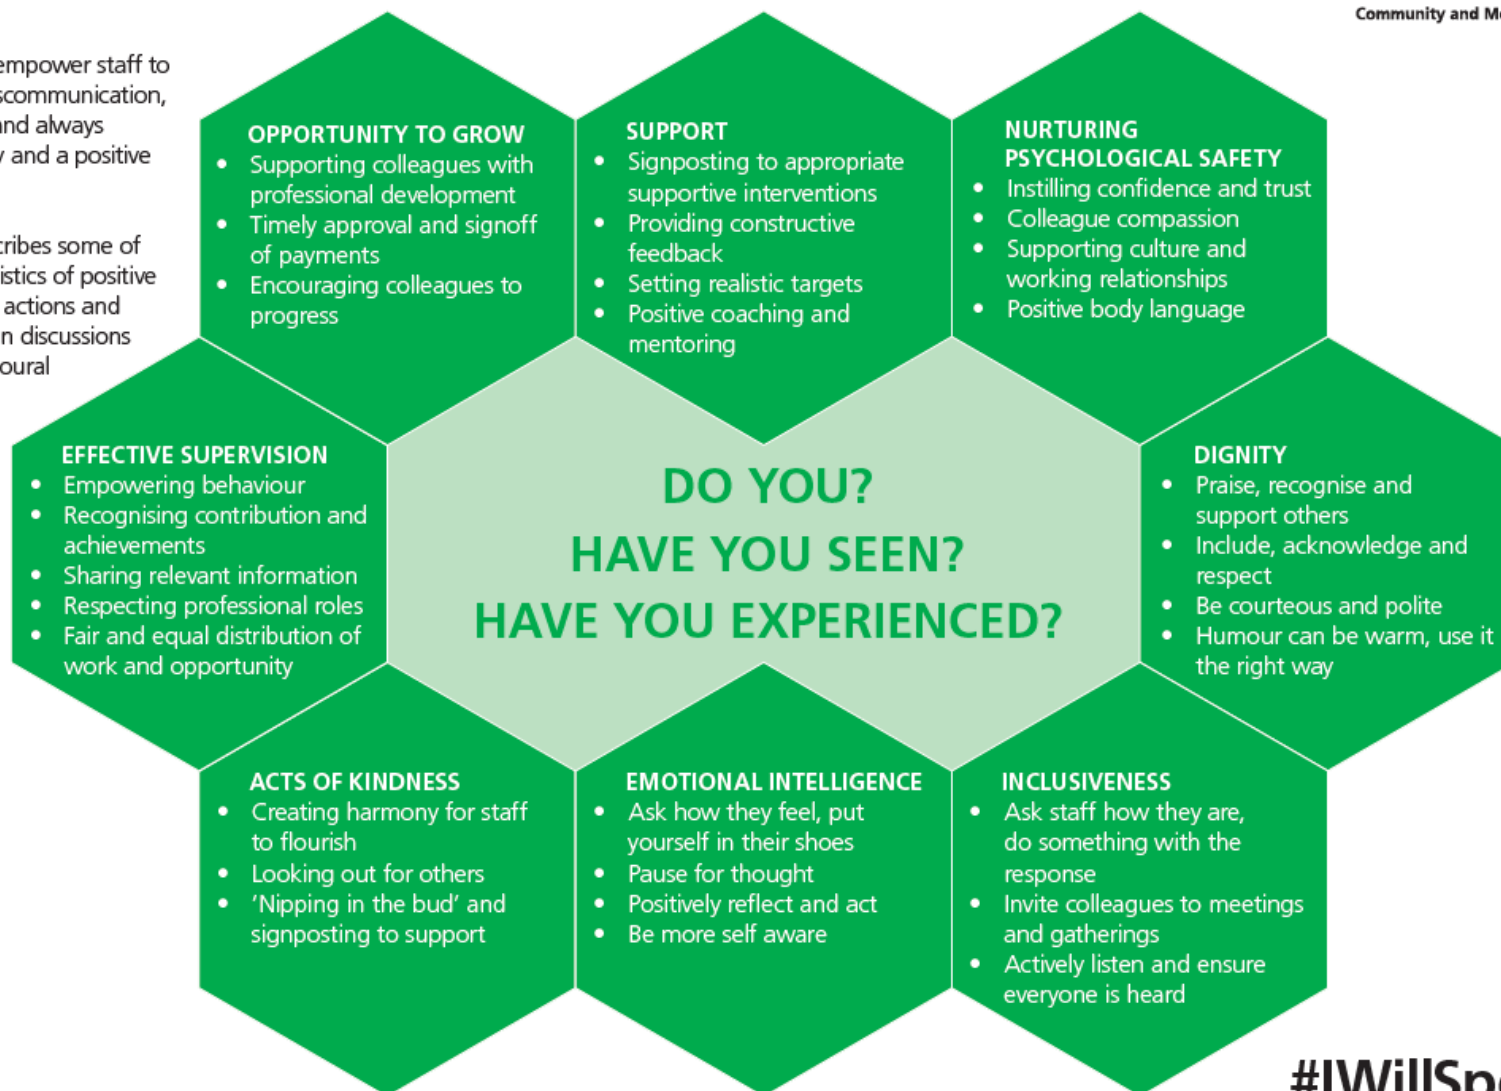 Community and
empower staff to
scommunication,
and always
and a positive
cribes some of
istics of positive
actions and
n discussions
oural
OPPORTUNITY TO GROW
• Supporting colleagues with
professional development
• Timely approval and signoff
of payments
• Encouraging colleagues to
progress
SUPPORT
• Signposting to appropriate
supportive interventions
• Providing constructive
feedback
• Setting realistic targets
• Positive coaching and
mentoring
NURTURING
PSYCHOLOGICAL SAFETY
• Instilling confidence and trust
• Colleague compassion
• Supporting culture and
working relationships
• Positive body language
EFFECTIVE SUPERVISION
• Empowering behaviour
• Recognising contribution and
achievements
• Sharing relevant information
• Respecting professional roles
• Fair and equal distribution of
work and opportunity
DO YOU?
HAVE YOU SEEN?
HAVE YOU EXPERIENCED?
DIGNITY
• Praise, recognise and
support others
• Include, acknowledge and
respect
• Be courteous and polite
• Humour can be warm, use it
the right way
ACTS OF KINDNESS
• Creating harmony for staff
to flourish
• Looking out for others
• 'Nipping in the bud' and
signposting to support
EMOTIONAL INTELLIGENCE
• Ask how they feel, put
yourself in their shoes
• Pause for thought
• Positively reflect and act
• Be more self aware
INCLUSIVENESS
• Ask staff how they are,
do something with the
response
• Invite colleagues to meetings
and gatherings
• Actively listen and ensure
everyone is heard
#IWillSp